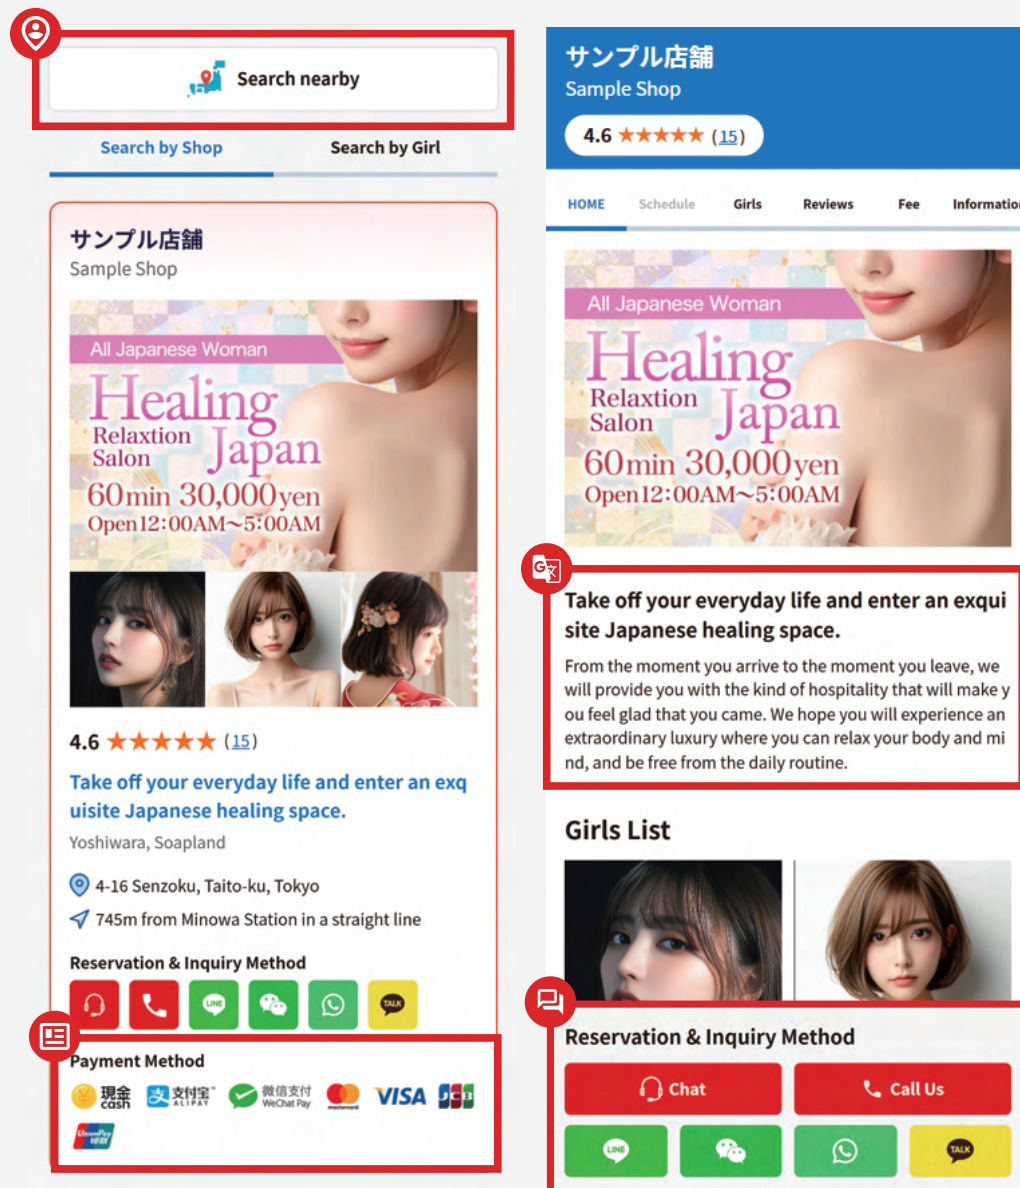 Search nearby
Search by Shop
Search by Girl
サンプル店舗
Sample Shop
All Japanese Woman
Healing
Relaxtion
Salon
Japan
60min 30,000yen
Open12:00AM~5:00AM
4.6 ★★★★★ (15)
Take off your everyday life and enter an exq
uisite Japanese healing space.
Yoshiwara, Soapland
4-16 Senzoku, Taito-ku, Tokyo
745m from Minowa Station in a straight line
Reservation & Inquiry Method
LINE
TALK
Payment Method
現金
cash
支 支付宝
ALIPAY
微信支付
WeChat Pay
mastercard
VISA
JCB
UnionPay
银联
サンプル店舗
Sample Shop
4.6 ★★★★★ (15)
HOME
Schedule
Girls
Reviews
Fee
Information
All Japanese Woman
Healing
Relaxtion
Salon
Japan
60min 30,000yen
Open12:00AM~5:00AM
G文
Take off your everyday life and enter an exqui
site Japanese healing space.
From the moment you arrive to the moment you leave, we
will provide you with the kind of hospitality that will make y
ou feel glad that you came. We hope you will experience an
extraordinary luxury where you can relax your body and mi
nd, and be free from the daily routine.
Girls List
Reservation & Inquiry Method
Chat
Call Us
LINE
TALK